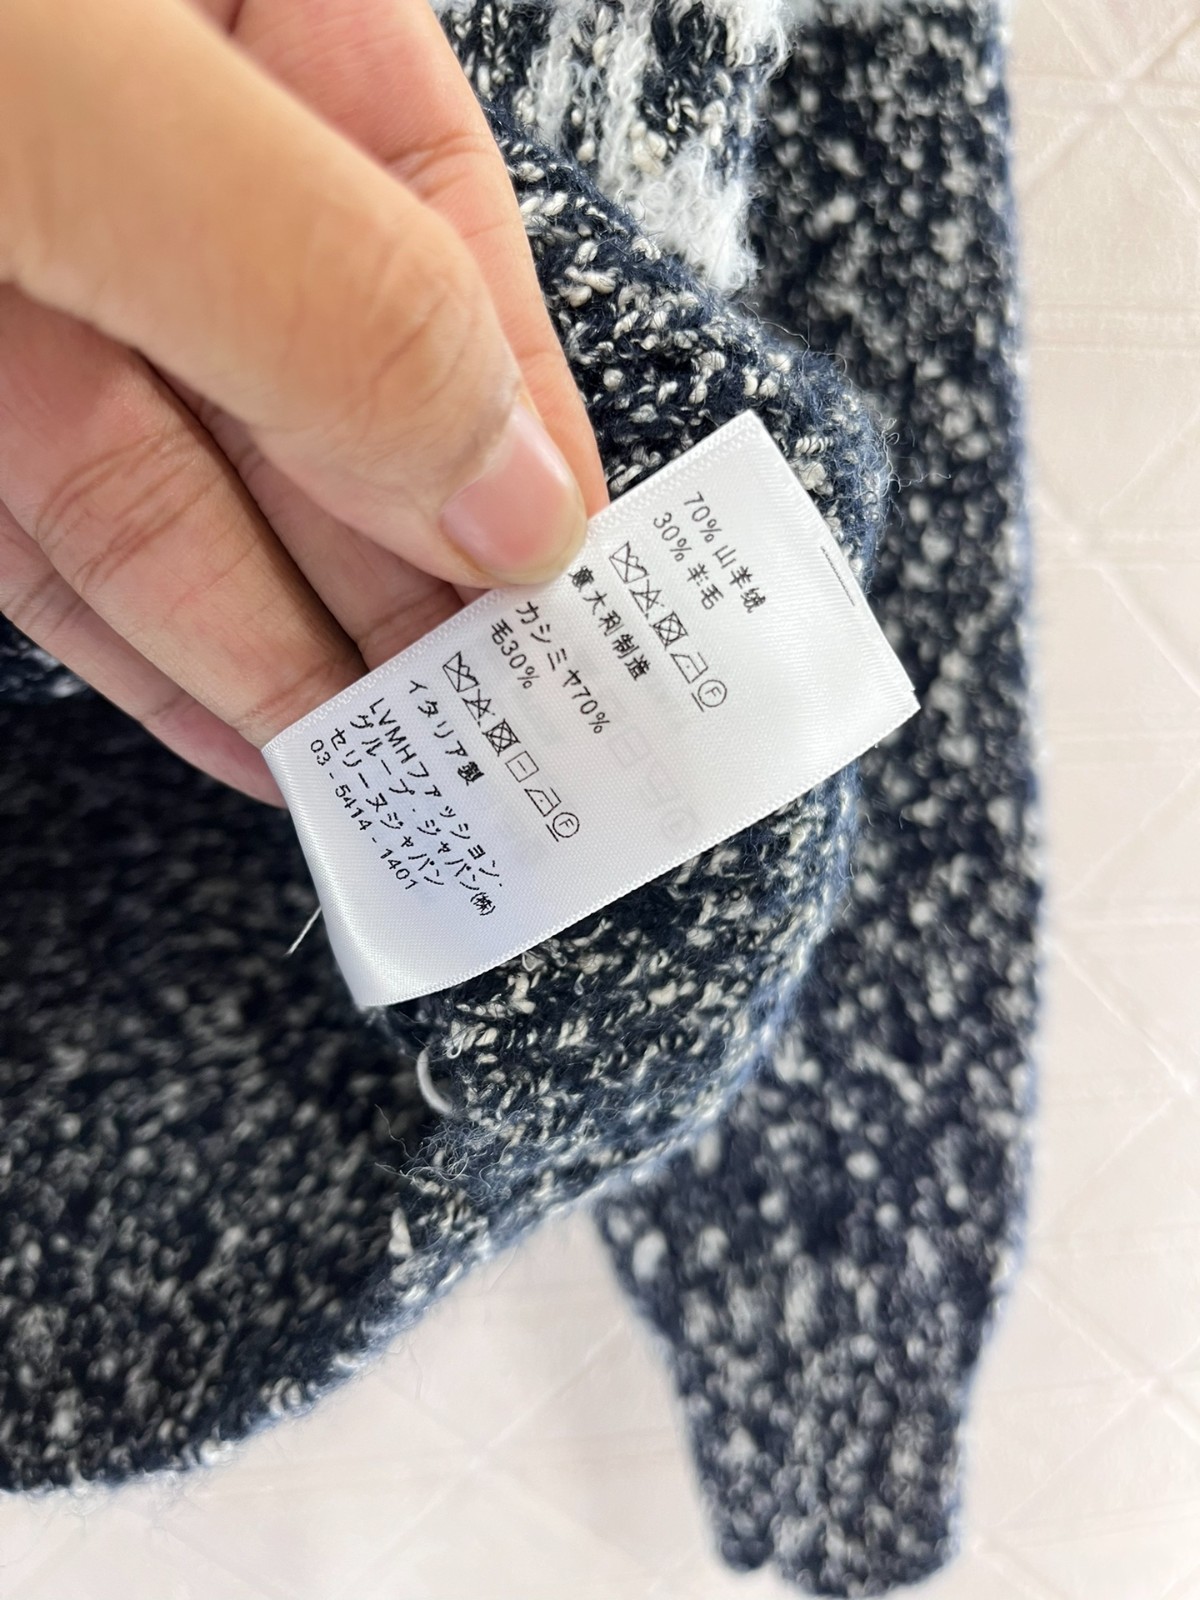 70% 山羊绒
30% 羊毛
意大利制造
カシミヤ70%
毛30%
イタリア製
LVMHファッション・
グループ・ジャパン(株)
セリーヌジャパン
03-5414-1401